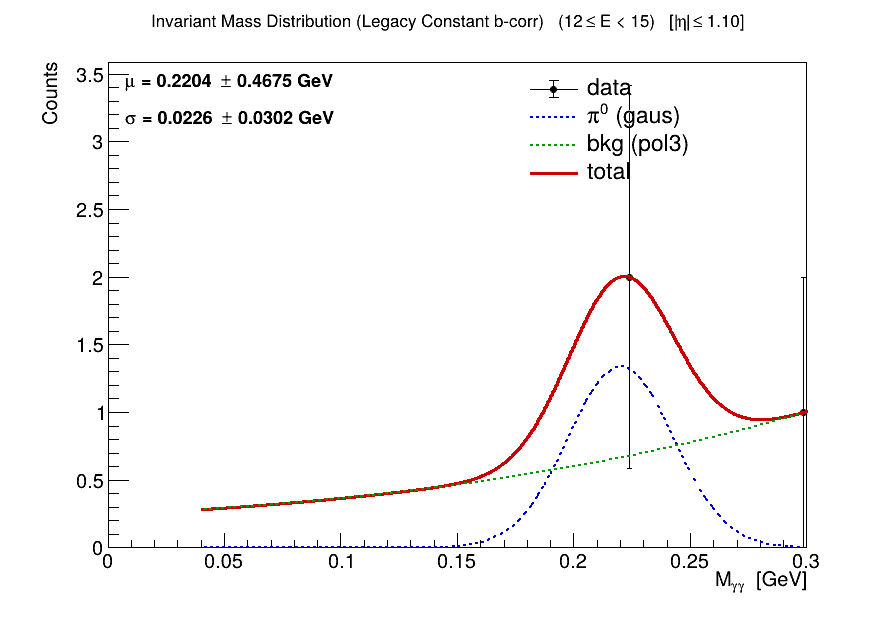 Invariant Mass Distribution (Legacy Constant b-corr) (12 ≤ E < 15) [|η| ≤ 1.10]
Counts
μ = 0.2204 ± 0.4675 GeV
σ = 0.0226 ± 0.0302 GeV
data
π⁰ (gaus)
bkg (pol3)
total
3.5
3
2.5
2
1.5
1
0.5
0
0 0.05 0.1 0.15 0.2 0.25 0.3
Mγγ [GeV]